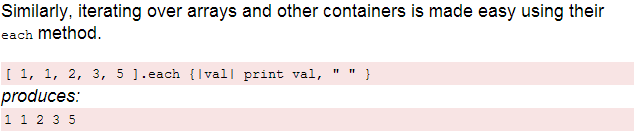 Similarly, iterating over arrays and other containers is made easy using their
each method.
[ 1, 1, 2, 3, 5 ].each {|val| print val, " " }
produces:
1 1 2 3 5